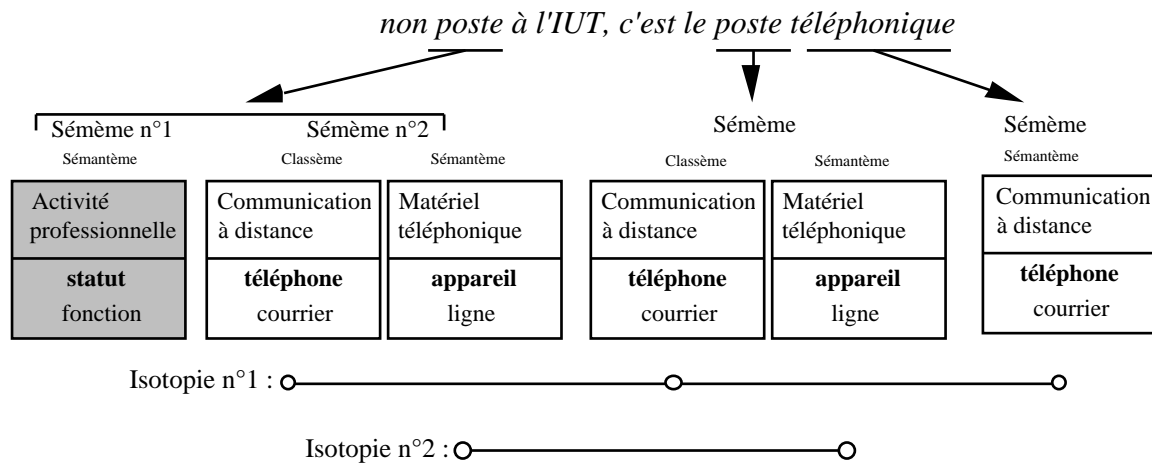 non poste à l'IUT, c'est le poste téléphonique
Sémème n°1 Sémème n°2 Sémème Sémème
Sémantème Classème Sémantème Classème Sémantème Sémantème
Activité professionnelle
statut
fonction
Communication à distance
téléphone
courrier
Matériel téléphonique
appareil
ligne
Communication à distance
téléphone
courrier
Matériel téléphonique
appareil
ligne
Communication à distance
téléphone
courrier
Isotopie n°1 :
Isotopie n°2 :